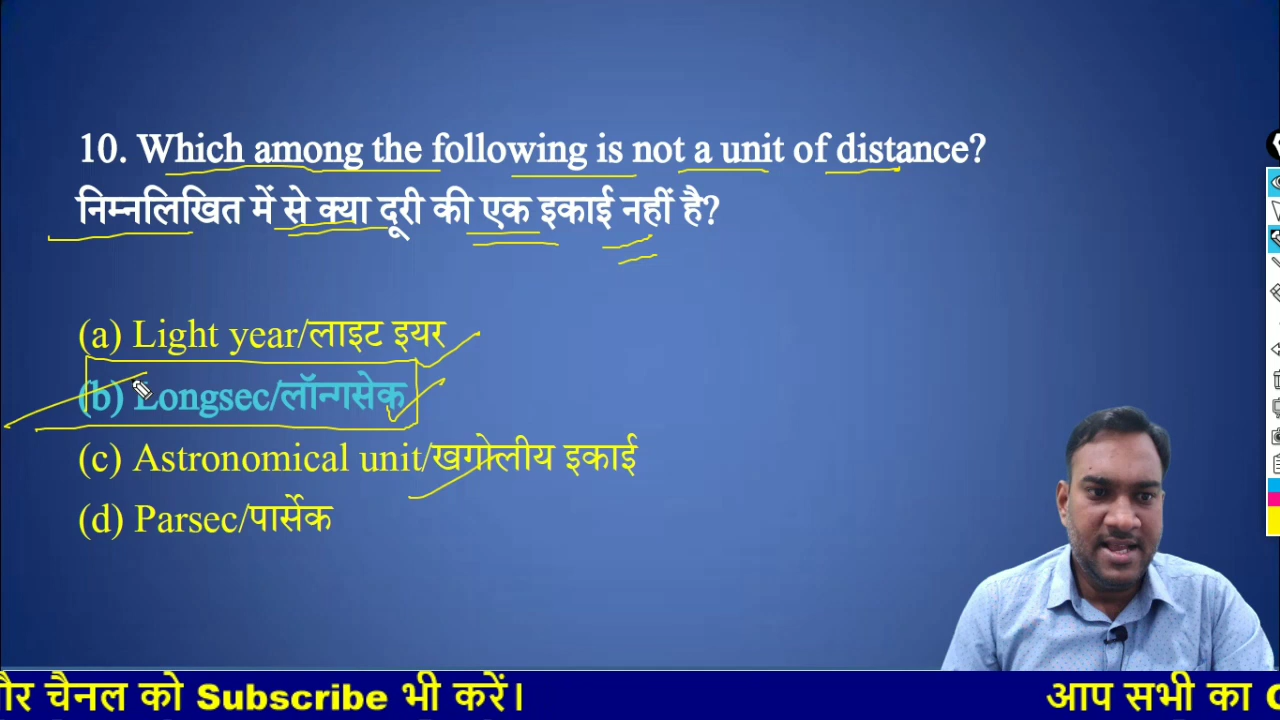 10. Which among the following is not a unit of distance?
निम्नलिखित में से क्या दूरी की एक इकाई नहीं है?
(a) Light year/लाइट इयर
(b) Longsec/लॉन्गसेक
(c) Astronomical unit/खगोलीय इकाई
(d) Parsec/पार्सेक
और चैनल को Subscribe भी करें। आप सभी का